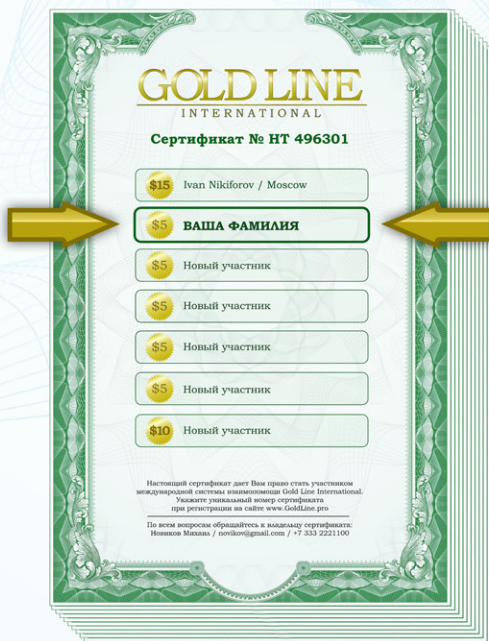 GOLD LINE
INTERNATIONAL
Сертификат № HT 496301
$15 Ivan Nikiforov / Moscow
$5 ВАША ФАМИЛИЯ
$5 Новый участник
$5 Новый участник
$5 Новый участник
$5 Новый участник
$10 Новый участник
Настоящий сертификат дает Вам право стать участником
международной системы взаимопомощи Gold Line International.
Укажите уникальный номер сертификата
при регистрации на сайте www.GoldLine.pro
По всем вопросам обращайтесь к владельцу сертификата:
Новиков Михаил / novikov@gmail.com / +7 333 2221100